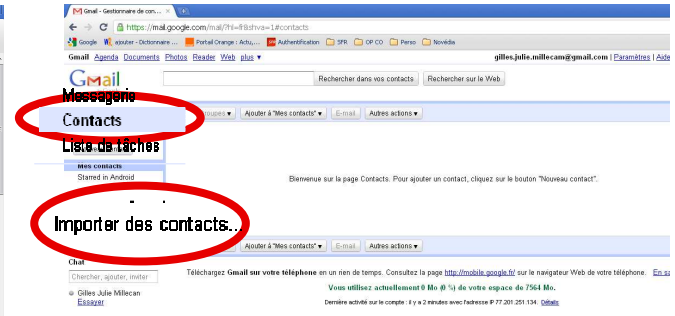 Gmail - Gestionnaire de con... ×
https://mail.google.com/mail/?hl=fr&shva=1#contacts
Google W ajouter - Dictionnaire ... Portail Orange : Actu,... Authentification SFR OP CO Perso Novédia
Gmail Agenda Documents Photos Reader Web plus ▼ gilles.julie.millecam@gmail.com | Paramètres | Aide
Gmail Rechercher dans vos contacts Rechercher sur le Web
Messagerie
Contacts
Groupes ▼ Ajouter à "Mes contacts" ▼ E-mail Autres actions ▼
Liste de tâches
Mes contacts
Starred in Android
Bienvenue sur la page Contacts. Pour ajouter un contact, cliquez sur le bouton "Nouveau contact".
Importer des contacts...
Ajouter à "Mes contacts" ▼ E-mail Autres actions ▼
Chat
Chercher, ajouter, inviter
Téléchargez Gmail sur votre téléphone en un rien de temps. Consultez la page http://mobile.google.fr/ sur le navigateur Web de votre téléphone. En sa
Gilles Julie Millecan
Essayer
Vous utilisez actuellement 0 Mo (0 %) de votre espace de 7564 Mo.
Dernière activité sur le compte : il y a 2 minutes avec l'adresse IP 77.201.251.134. Détails